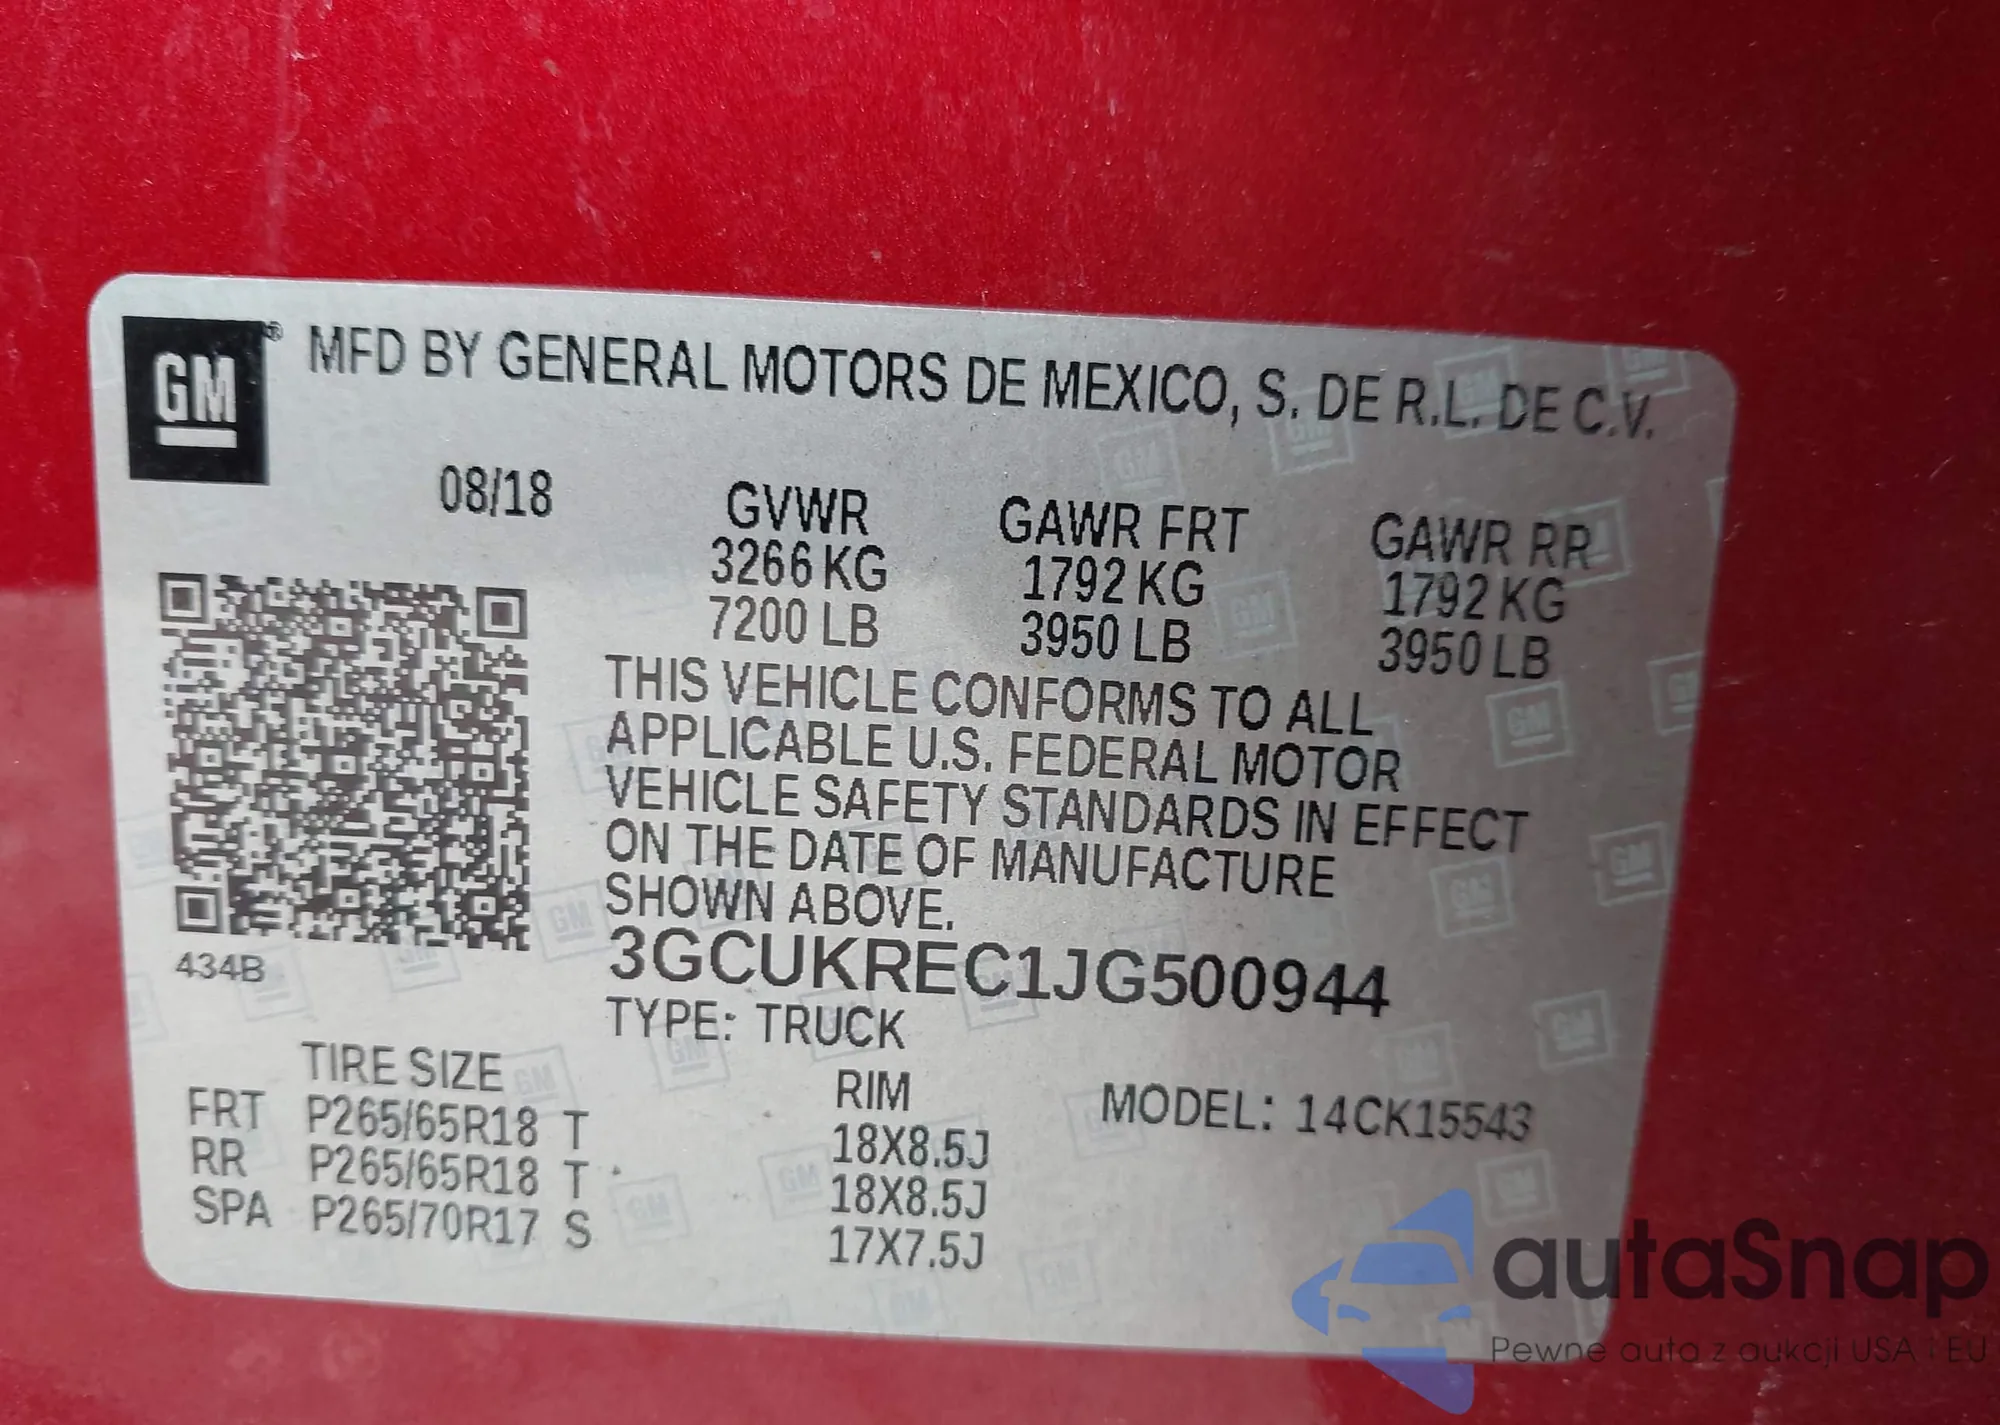 GM® MFD BY GENERAL MOTORS DE MEXICO, S. DE R.L. DE C.V.
08/18 GVWR GAWR FRT GAWR RR
3266 KG 1792 KG 1792 KG
7200 LB 3950 LB 3950 LB
THIS VEHICLE CONFORMS TO ALL
APPLICABLE U.S. FEDERAL MOTOR
VEHICLE SAFETY STANDARDS IN EFFECT
ON THE DATE OF MANUFACTURE
SHOWN ABOVE.
434B
3GCUKREC1JG500944
TYPE: TRUCK
TIRE SIZE RIM MODEL: 14CK15543
FRT P265/65R18 T 18X8.5J
RR P265/65R18 T 18X8.5J
SPA P265/70R17 S 17X7.5J
autaSnap
Pewne auta z aukcji USA i EU